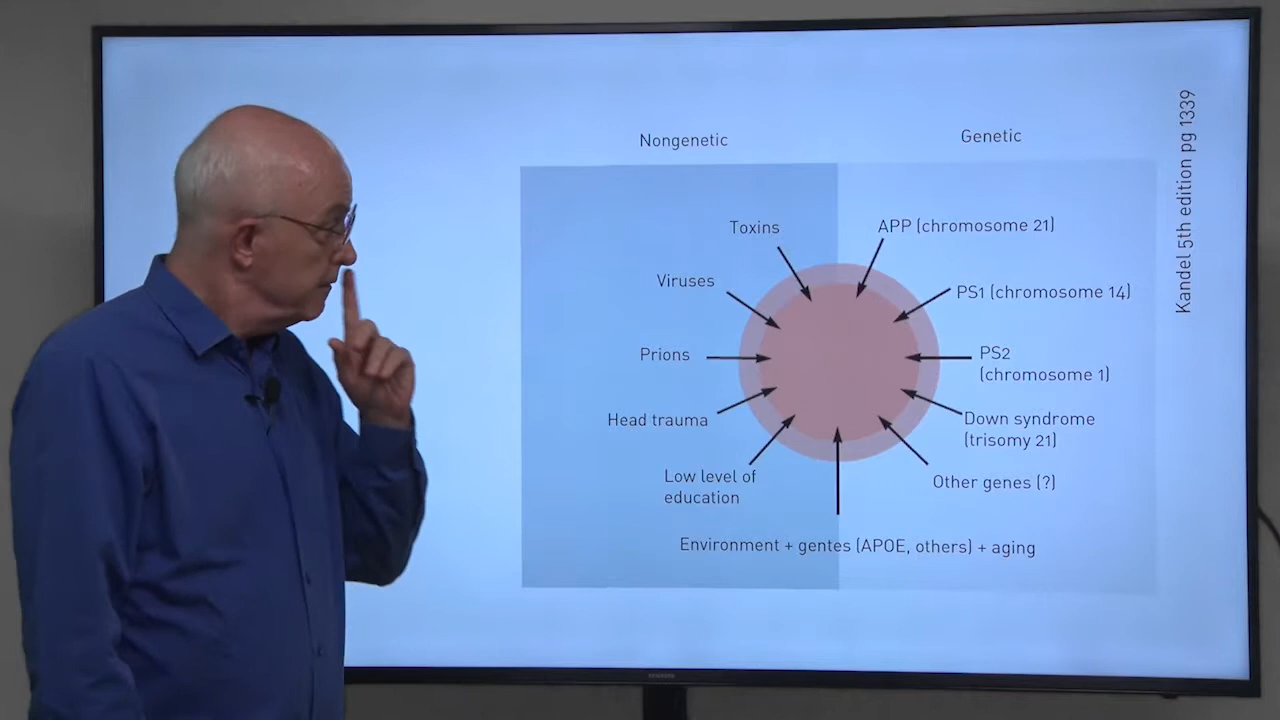 Nongenetic
Genetic
Toxins
APP (chromosome 21)
Viruses
PS1 (chromosome 14)
Prions
PS2
(chromosome 1)
Head trauma
Down syndrome
(trisomy 21)
Low level of
education
Other genes (?)
Environment + gentes (APOE, others) + aging
Kandel 5th edition pg 1339
SAMSUNG